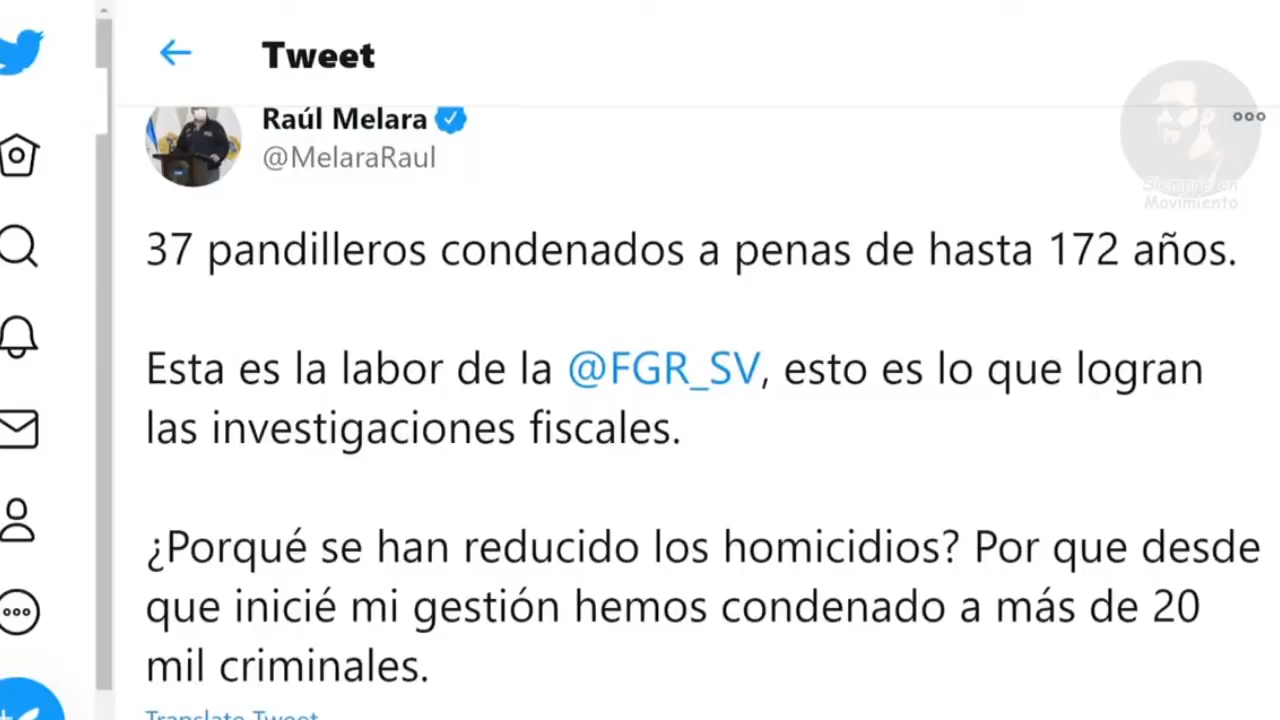 Tweet
Raúl Melara
@MelaraRaul
Siempre en
Movimiento
37 pandilleros condenados a penas de hasta 172 años.
Esta es la labor de la @FGR_SV, esto es lo que logran
las investigaciones fiscales.
¿Porqué se han reducido los homicidios? Por que desde
que inicié mi gestión hemos condenado a más de 20
mil criminales.
Translate Tweet